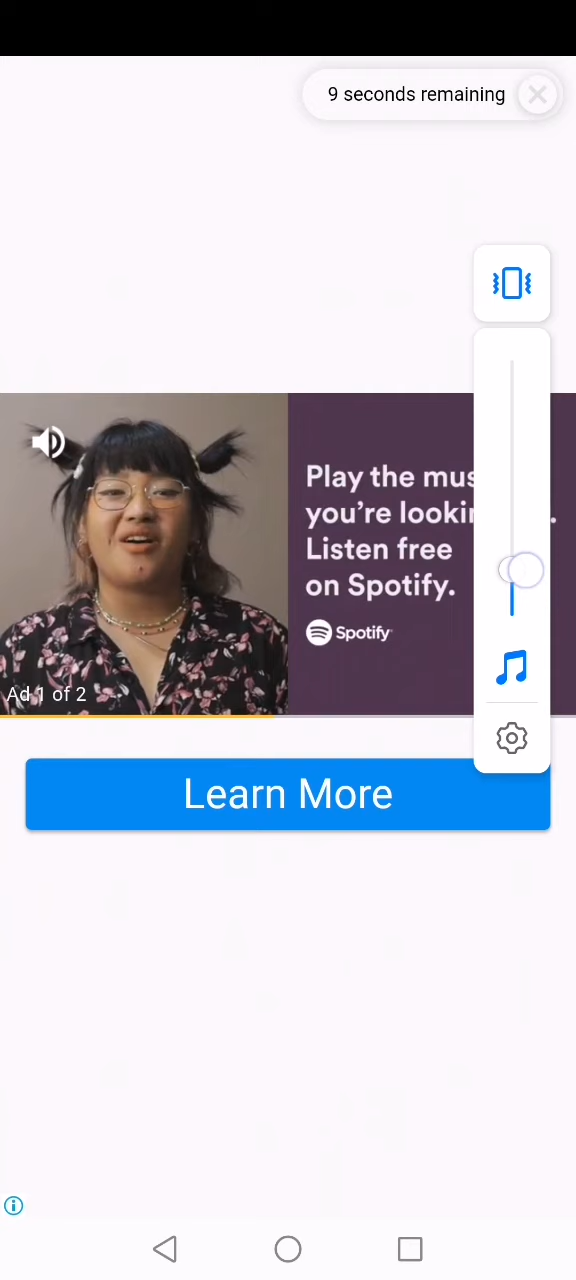 9 seconds remaining
Play the mus
you're lookin
Listen free
on Spotify.
Spotify
Ad 1 of 2
Learn More